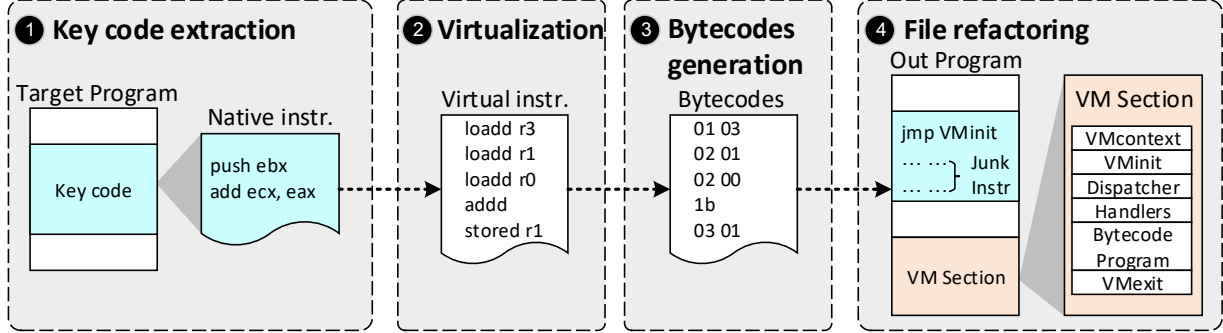 1 Key code extraction
Target Program
Key code
Native instr.
push ebx
add ecx, eax
2 Virtualization
Virtual instr.
loadd r3
loadd r1
loadd r0
addd
stored r1
3 Bytecodes
generation
Bytecodes
01 03
02 01
02 00
1b
03 01
4 File refactoring
Out Program
jmp VMinit
... ... Junk
... ... Instr
VM Section
VM Section
VMcontext
VMinit
Dispatcher
Handlers
Bytecode
Program
VMexit